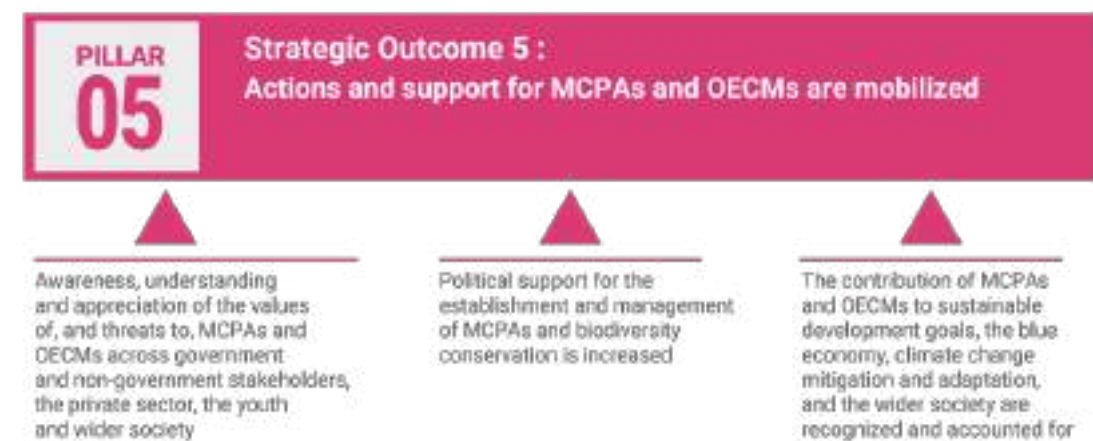 PILLAR
05
Strategic Outcome 5 :
Actions and support for MCPAs and OECMs are mobilized
Awareness, understanding
and appreciation of the values
of, and threats to, MCPAs and
OECMs across government
and non-government stakeholders,
the private sector, the youth
and wider society
Political support for the
establishment and management
of MCPAs and biodiversity
conservation is increased
The contribution of MCPAs
and OECMs to sustainable
development goals, the blue
economy, climate change
mitigation and adaptation,
and the wider society are
recognized and accounted for